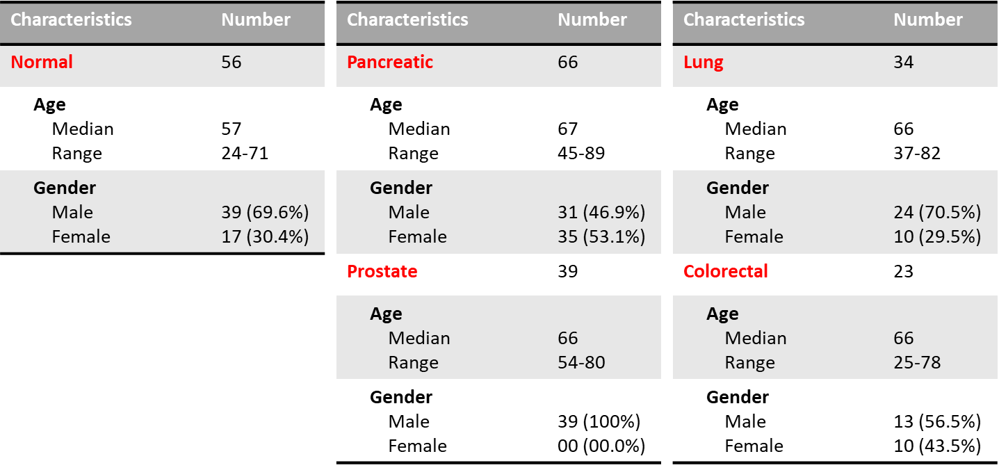 Characteristics Number
Normal 56
Age
Median 57
Range 24-71
Gender
Male 39 (69.6%)
Female 17 (30.4%)
Characteristics Number
Pancreatic 66
Age
Median 67
Range 45-89
Gender
Male 31 (46.9%)
Female 35 (53.1%)
Prostate 39
Age
Median 66
Range 54-80
Gender
Male 39 (100%)
Female 00 (00.0%)
Characteristics Number
Lung 34
Age
Median 66
Range 37-82
Gender
Male 24 (70.5%)
Female 10 (29.5%)
Colorectal 23
Age
Median 66
Range 25-78
Gender
Male 13 (56.5%)
Female 10 (43.5%)